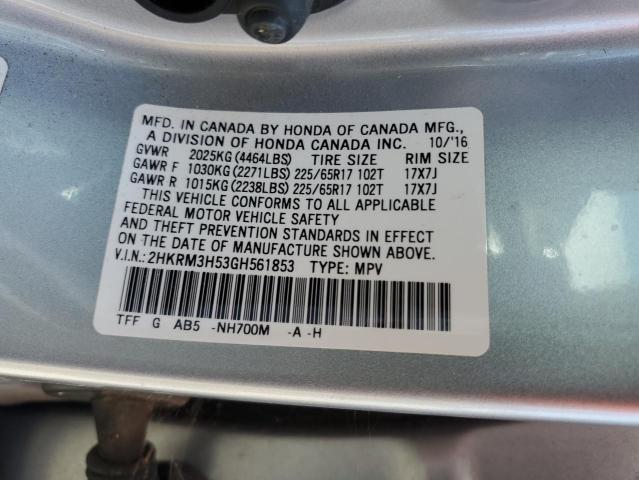 MFD. IN CANADA BY HONDA OF CANADA MFG.,
A DIVISION OF HONDA CANADA INC. 10/'16
GVWR 2025KG (4464LBS) TIRE SIZE RIM SIZE
GAWR F 1030KG (2271LBS) 225/65R17 102T 17X7J
GAWR R 1015KG (2238LBS) 225/65R17 102T 17X7J
THIS VEHICLE CONFORMS TO ALL APPLICABLE
FEDERAL MOTOR VEHICLE SAFETY
AND THEFT PREVENTION STANDARDS IN EFFECT
ON THE DATE OF MANUFACTURE SHOWN ABOVE.
V.I.N.: 2HKRM3H53GH561853 TYPE: MPV
TFF G AB5 -NH700M -A -H